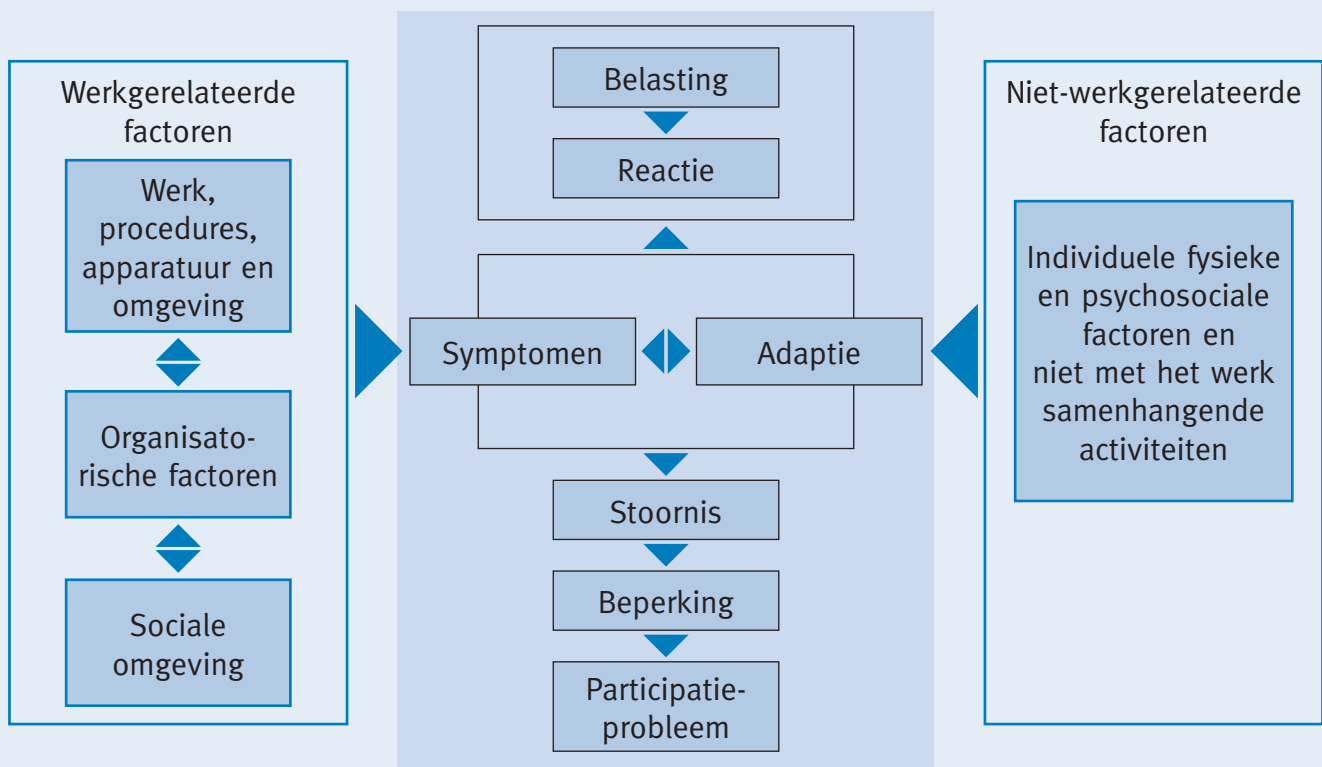 Werkgerelateerde
factoren
Werk,
procedures,
apparatuur en
omgeving
Organisato-
rische factoren
Sociale
omgeving
Belasting
Reactie
Symptomen
Adaptie
Stoornis
Beperking
Participatie-
probleem
Niet-werkgerelateerde
factoren
Individuele fysieke
en psychosociale
factoren en
niet met het werk
samenhangende
activiteiten